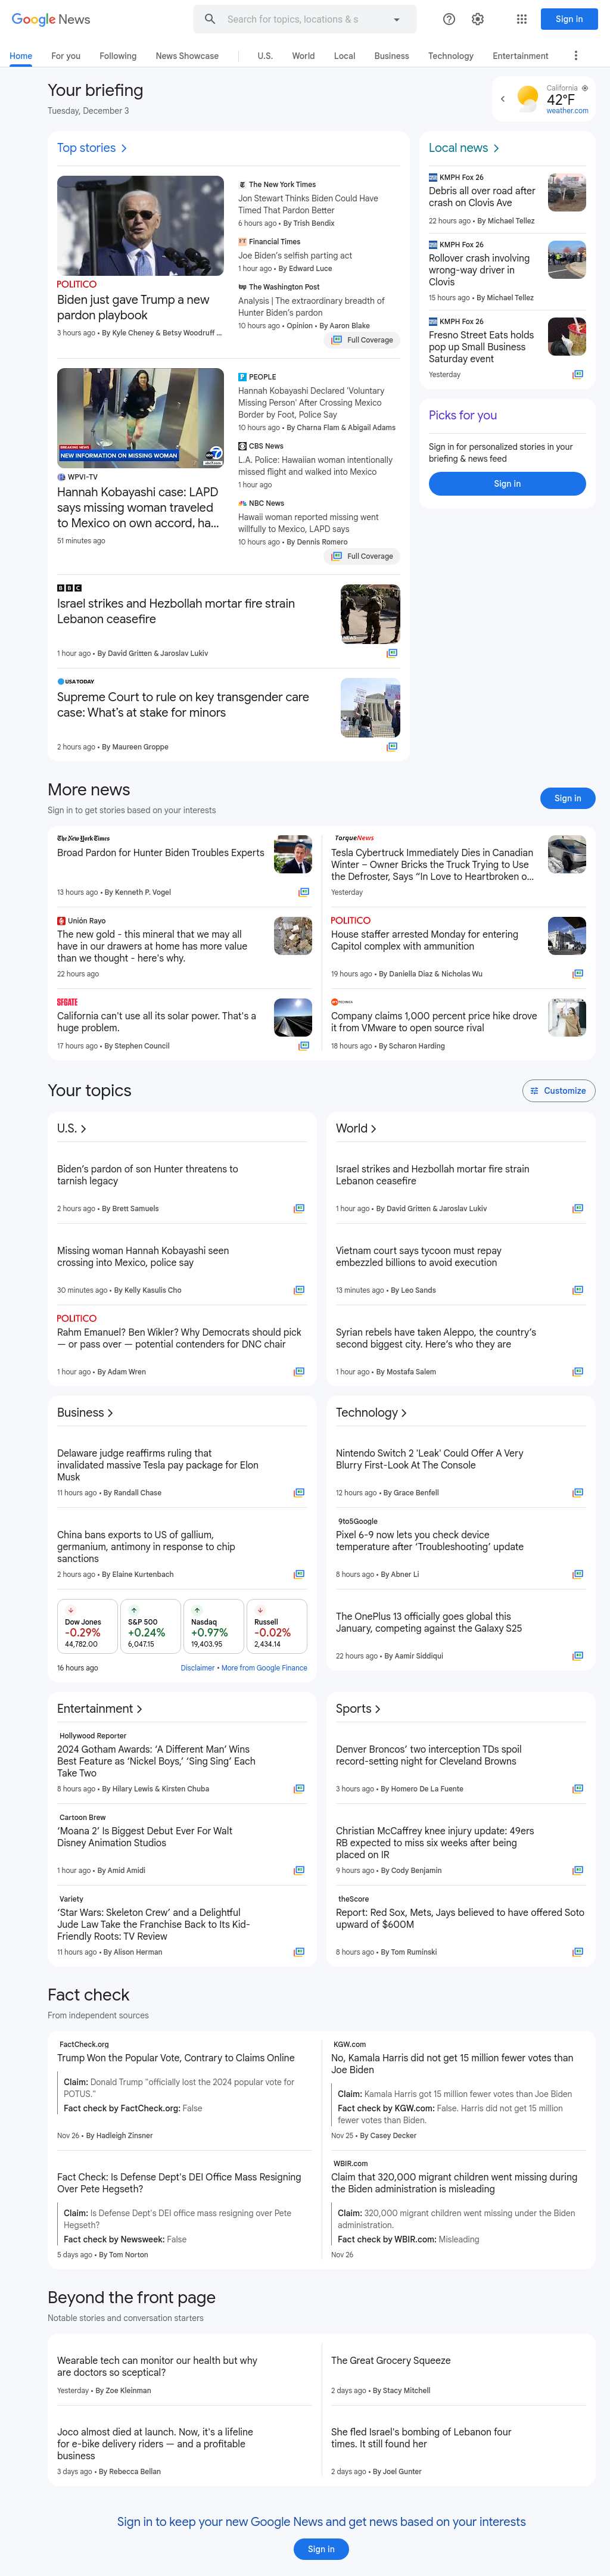 Google News
Search for topics, locations & s
Sign in
Home
For you
Following
News Showcase
U.S.
World
Local
Business
Technology
Entertainment
Your briefing
Tuesday, December 3
California
42°F
weather.com
Top stories
POLITICO
Biden just gave Trump a new
pardon playbook
3 hours ago • By Kyle Cheney & Betsy Woodruff ...
The New York Times
Jon Stewart Thinks Biden Could Have
Timed That Pardon Better
6 hours ago • By Trish Bendix
Financial Times
Joe Biden's selfish parting act
1 hour ago • By Edward Luce
The Washington Post
Analysis | The extraordinary breadth of
Hunter Biden's pardon
10 hours ago • Opinion • By Aaron Blake
Full Coverage
BREAKING NEWS
NEW INFORMATION ON MISSING WOMAN
WPVI-TV
Hannah Kobayashi case: LAPD
says missing woman traveled
to Mexico on own accord, ha...
51 minutes ago
PEOPLE
Hannah Kobayashi Declared 'Voluntary
Missing Person' After Crossing Mexico
Border by Foot, Police Say
10 hours ago • By Charna Flam & Abigail Adams
CBS News
L.A. Police: Hawaiian woman intentionally
missed flight and walked into Mexico
1 hour ago
NBC News
Hawaii woman reported missing went
willfully to Mexico, LAPD says
10 hours ago • By Dennis Romero
Full Coverage
BBC
Israel strikes and Hezbollah mortar fire strain
Lebanon ceasefire
1 hour ago • By David Gritten & Jaroslav Lukiv
USA TODAY
Supreme Court to rule on key transgender care
case: What's at stake for minors
2 hours ago • By Maureen Groppe
Local news
KMPH Fox 26
Debris all over road after
crash on Clovis Ave
22 hours ago • By Michael Tellez
KMPH Fox 26
Rollover crash involving
wrong-way driver in
Clovis
15 hours ago • By Michael Tellez
KMPH Fox 26
Fresno Street Eats holds
pop up Small Business
Saturday event
Yesterday
Picks for you
Sign in for personalized stories in your
briefing & news feed
Sign in
More news
Sign in to get stories based on your interests
Sign in
The New York Times
Broad Pardon for Hunter Biden Troubles Experts
13 hours ago • By Kenneth P. Vogel
Unión Rayo
The new gold - this mineral that we may all
have in our drawers at home has more value
than we thought - here's why.
22 hours ago
SFGATE
California can't use all its solar power. That's a
huge problem.
17 hours ago • By Stephen Council
TorqueNews
Tesla Cybertruck Immediately Dies in Canadian
Winter – Owner Bricks the Truck Trying to Use
the Defroster, Says "In Love to Heartbroken o...
Yesterday
POLITICO
House staffer arrested Monday for entering
Capitol complex with ammunition
19 hours ago • By Daniella Diaz & Nicholas Wu
Company claims 1,000 percent price hike drove
it from VMware to open source rival
18 hours ago • By Scharon Harding
Your topics
Customize
U.S.
Biden's pardon of son Hunter threatens to
tarnish legacy
2 hours ago • By Brett Samuels
Missing woman Hannah Kobayashi seen
crossing into Mexico, police say
30 minutes ago • By Kelly Kasulis Cho
POLITICO
Rahm Emanuel? Ben Wikler? Why Democrats should pick
— or pass over — potential contenders for DNC chair
1 hour ago • By Adam Wren
World
Israel strikes and Hezbollah mortar fire strain
Lebanon ceasefire
1 hour ago • By David Gritten & Jaroslav Lukiv
Vietnam court says tycoon must repay
embezzled billions to avoid execution
13 minutes ago • By Leo Sands
Syrian rebels have taken Aleppo, the country's
second biggest city. Here's who they are
1 hour ago • By Mostafa Salem
Business
Delaware judge reaffirms ruling that
invalidated massive Tesla pay package for Elon
Musk
11 hours ago • By Randall Chase
China bans exports to US of gallium,
germanium, antimony in response to chip
sanctions
2 hours ago • By Elaine Kurtenbach
Dow Jones
-0.29%
44,782.00
S&P 500
+0.24%
6,047.15
Nasdaq
+0.97%
19,403.95
Russell
-0.02%
2,434.14
16 hours ago
Disclaimer • More from Google Finance
Technology
Nintendo Switch 2 'Leak' Could Offer A Very
Blurry First-Look At The Console
12 hours ago • By Grace Benfell
9to5Google
Pixel 6-9 now lets you check device
temperature after 'Troubleshooting' update
8 hours ago • By Abner Li
The OnePlus 13 officially goes global this
January, competing against the Galaxy S25
22 hours ago • By Aamir Siddiqui
Entertainment
Hollywood Reporter
2024 Gotham Awards: 'A Different Man' Wins
Best Feature as 'Nickel Boys,' 'Sing Sing' Each
Take Two
8 hours ago • By Hilary Lewis & Kirsten Chuba
Cartoon Brew
'Moana 2' Is Biggest Debut Ever For Walt
Disney Animation Studios
1 hour ago • By Amid Amidi
Variety
'Star Wars: Skeleton Crew' and a Delightful
Jude Law Take the Franchise Back to Its Kid-
Friendly Roots: TV Review
11 hours ago • By Alison Herman
Sports
Denver Broncos' two interception TDs spoil
record-setting night for Cleveland Browns
3 hours ago • By Homero De La Fuente
Christian McCaffrey knee injury update: 49ers
RB expected to miss six weeks after being
placed on IR
9 hours ago • By Cody Benjamin
theScore
Report: Red Sox, Mets, Jays believed to have offered Soto
upward of $600M
8 hours ago • By Tom Ruminski
Fact check
From independent sources
FactCheck.org
Trump Won the Popular Vote, Contrary to Claims Online
Claim: Donald Trump "officially lost the 2024 popular vote for
POTUS."
Fact check by FactCheck.org: False
Nov 26 • By Hadleigh Zinsner
Fact Check: Is Defense Dept's DEI Office Mass Resigning
Over Pete Hegseth?
Claim: Is Defense Dept's DEI office mass resigning over Pete
Hegseth?
Fact check by Newsweek: False
5 days ago • By Tom Norton
KGW.com
No, Kamala Harris did not get 15 million fewer votes than
Joe Biden
Claim: Kamala Harris got 15 million fewer votes than Joe Biden
Fact check by KGW.com: False. Harris did not get 15 million
fewer votes than Biden.
Nov 25 • By Casey Decker
WBIR.com
Claim that 320,000 migrant children went missing during
the Biden administration is misleading
Claim: 320,000 migrant children went missing under the Biden
administration.
Fact check by WBIR.com: Misleading
Nov 26
Beyond the front page
Notable stories and conversation starters
Wearable tech can monitor our health but why
are doctors so sceptical?
Yesterday • By Zoe Kleinman
Joco almost died at launch. Now, it's a lifeline
for e-bike delivery riders — and a profitable
business
3 days ago • By Rebecca Bellan
The Great Grocery Squeeze
2 days ago • By Stacy Mitchell
She fled Israel's bombing of Lebanon four
times. It still found her
2 days ago • By Joel Gunter
Sign in to keep your new Google News and get news based on your interests
Sign in